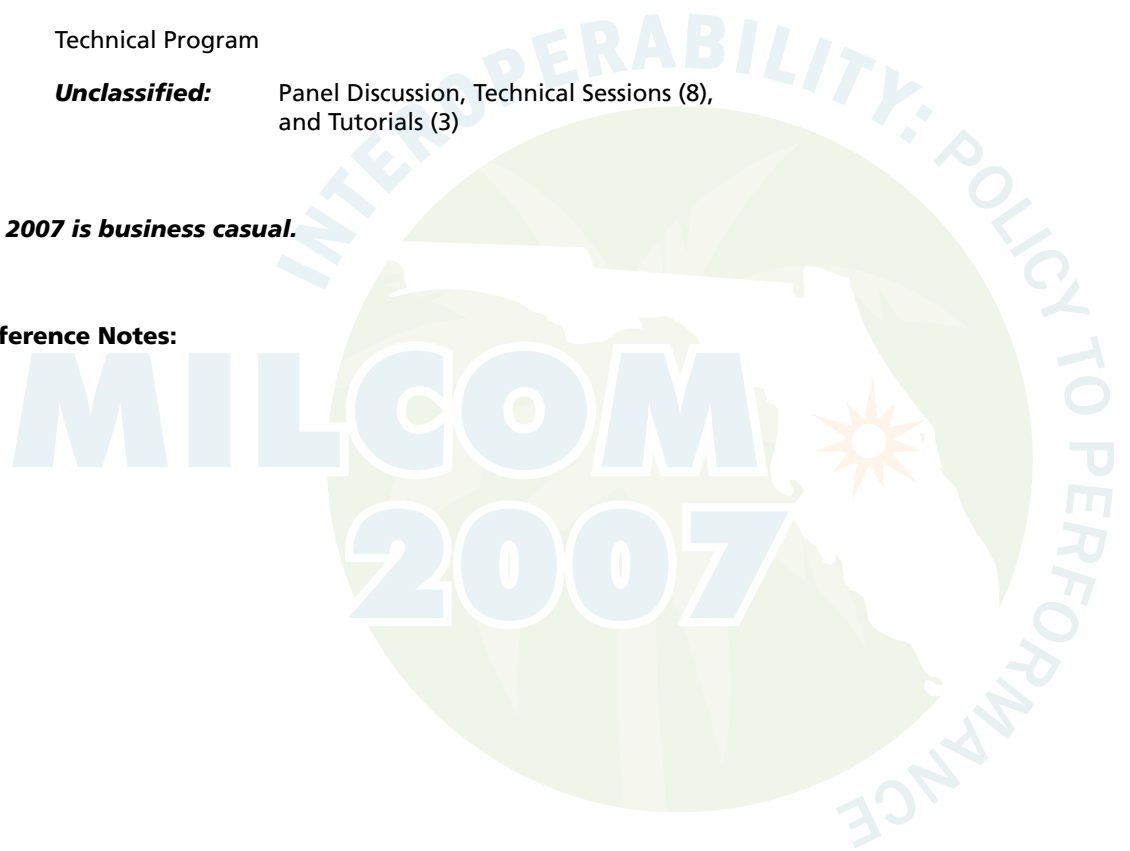 Technical Program
Unclassified: Panel Discussion, Technical Sessions (8),
and Tutorials (3)
2007 is business casual.
ference Notes:
INTEROPERABILITY: POLICY TO PERFORMANCE
MILCOM
2007